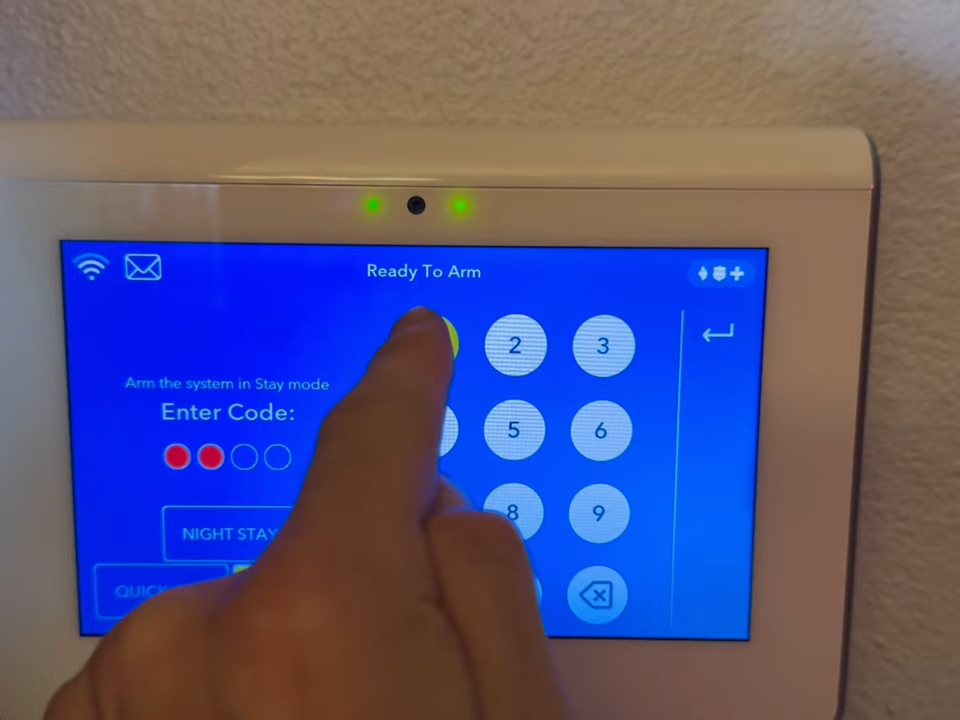 Ready To Arm
2 3
Arm the system in Stay mode
Enter Code:
5 6
8 9
NIGHT STAY
QUICK